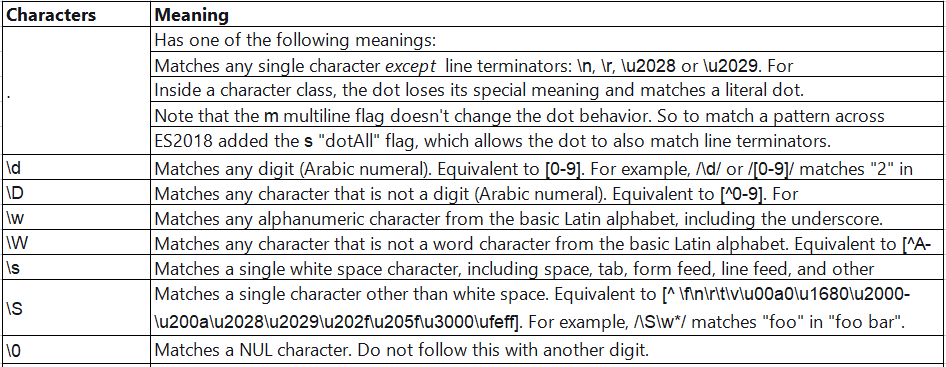 Characters Meaning
.
Has one of the following meanings:
Matches any single character except line terminators: \n, \r, \u2028 or \u2029. For
Inside a character class, the dot loses its special meaning and matches a literal dot.
Note that the m multiline flag doesn't change the dot behavior. So to match a pattern across
ES2018 added the s "dotAll" flag, which allows the dot to also match line terminators.
\d Matches any digit (Arabic numeral). Equivalent to [0-9]. For example, /\d/ or /[0-9]/ matches "2" in
\D Matches any character that is not a digit (Arabic numeral). Equivalent to [^0-9]. For
\w Matches any alphanumeric character from the basic Latin alphabet, including the underscore.
\W Matches any character that is not a word character from the basic Latin alphabet. Equivalent to [^A-
\s Matches a single white space character, including space, tab, form feed, line feed, and other
\S Matches a single character other than white space. Equivalent to [^ \f\n\r\t\v\u00a0\u1680\u2000-
\u200a\u2028\u2029\u202f\u205f\u3000\ufeff]. For example, /\S\w*/ matches "foo" in "foo bar".
\0 Matches a NUL character. Do not follow this with another digit.